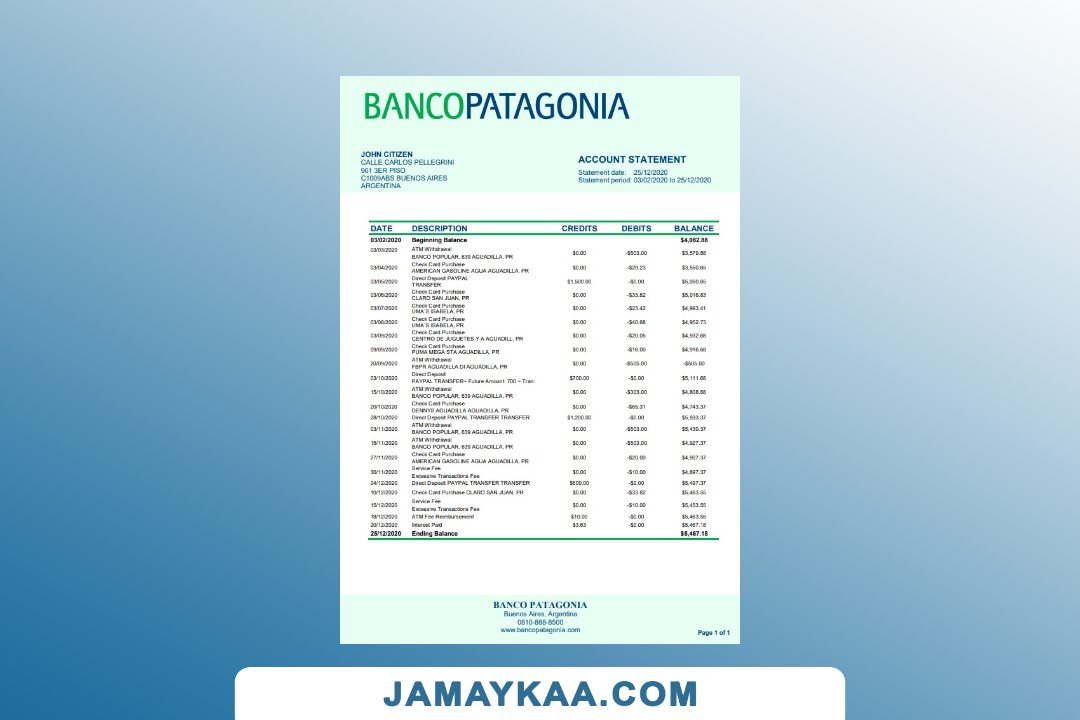 BANCOPATAGONIA
JOHN CITIZEN
CALLE CARLOS PELLEGRINI
961 3ER PISO
C1009ABS BUENOS AIRES
ARGENTINA
ACCOUNT STATEMENT
Statement date: 25/12/2020
Statement period: 03/02/2020 to 25/12/2020
DATE DESCRIPTION CREDITS DEBITS BALANCE
03/02/2020 Beginning Balance $4,082.88
03/03/2020 ATM Withdrawal
BANCO POPULAR, 639 AGUADILLA, PR $0.00 -$503.00 $3,579.88
03/04/2020 Check Card Purchase
AMERICAN GASOLINE AGUA AGUADILLA, PR $0.00 -$29.23 $3,550.65
03/05/2020 Direct Deposit PAYPAL
TRANSFER $1,500.00 -$0.00 $5,050.65
03/06/2020 Check Card Purchase
CLARO SAN JUAN, PR $0.00 -$33.82 $5,016.83
03/07/2020 Check Card Purchase
UMA'S ISABELA, PR $0.00 -$23.42 $4,993.41
03/08/2020 Check Card Purchase
UMA'S ISABELA, PR $0.00 -$40.68 $4,952.73
03/09/2020 Check Card Purchase
CENTRO DE JUGUETES Y A AGUADILL, PR $0.00 -$20.05 $4,932.68
09/09/2020 Check Card Purchase
PUMA MEGA STA AGUADILLA, PR $0.00 -$16.00 $4,916.68
20/09/2020 ATM Withdrawal
FBPR AGUADILLA DI AGUADILLA, PR $0.00 -$505.00 -$505.00
03/10/2020 Direct Deposit
PAYPAL TRANSFER~ Future Amount: 700 ~ Tran: $700.00 -$0.00 $5,111.68
15/10/2020 ATM Withdrawal
BANCO POPULAR, 639 AGUADILLA, PR $0.00 -$303.00 $4,808.68
20/10/2020 Check Card Purchase
DENNYS AGUADILLA AGUADILLA, PR $0.00 -$65.31 $4,743.37
28/10/2020 Direct Deposit PAYPAL TRANSFER TRANSFER $1,200.00 -$0.00 $5,933.37
03/11/2020 ATM Withdrawal
BANCO POPULAR, 639 AGUADILLA, PR $0.00 -$503.00 $5,430.37
15/11/2020 ATM Withdrawal
BANCO POPULAR, 639 AGUADILLA, PR $0.00 -$503.00 $4,927.37
27/11/2020 Check Card Purchase
AMERICAN GASOLINE AGUA AGUADILLA, PR $0.00 -$20.00 $4,907.37
30/11/2020 Service Fee
Excessive Transactions Fee $0.00 -$10.00 $4,897.37
04/12/2020 Direct Deposit PAYPAL TRANSFER TRANSFER $600.00 -$0.00 $5,497.37
10/12/2020 Check Card Purchase CLARO SAN JUAN, PR $0.00 -$33.82 $5,463.55
15/12/2020 Service Fee
Excessive Transactions Fee $0.00 -$10.00 $5,453.55
18/12/2020 ATM Fee Reimbursement $10.00 -$0.00 $5,463.55
20/12/2020 Interest Paid $3.63 -$0.00 $5,467.18
25/12/2020 Ending Balance $5,467.18
BANCO PATAGONIA
Buenos Aires, Argentina
0810-888-8500
www.bancopatagonia.com
Page 1 of 1
JAMAYKAA.COM